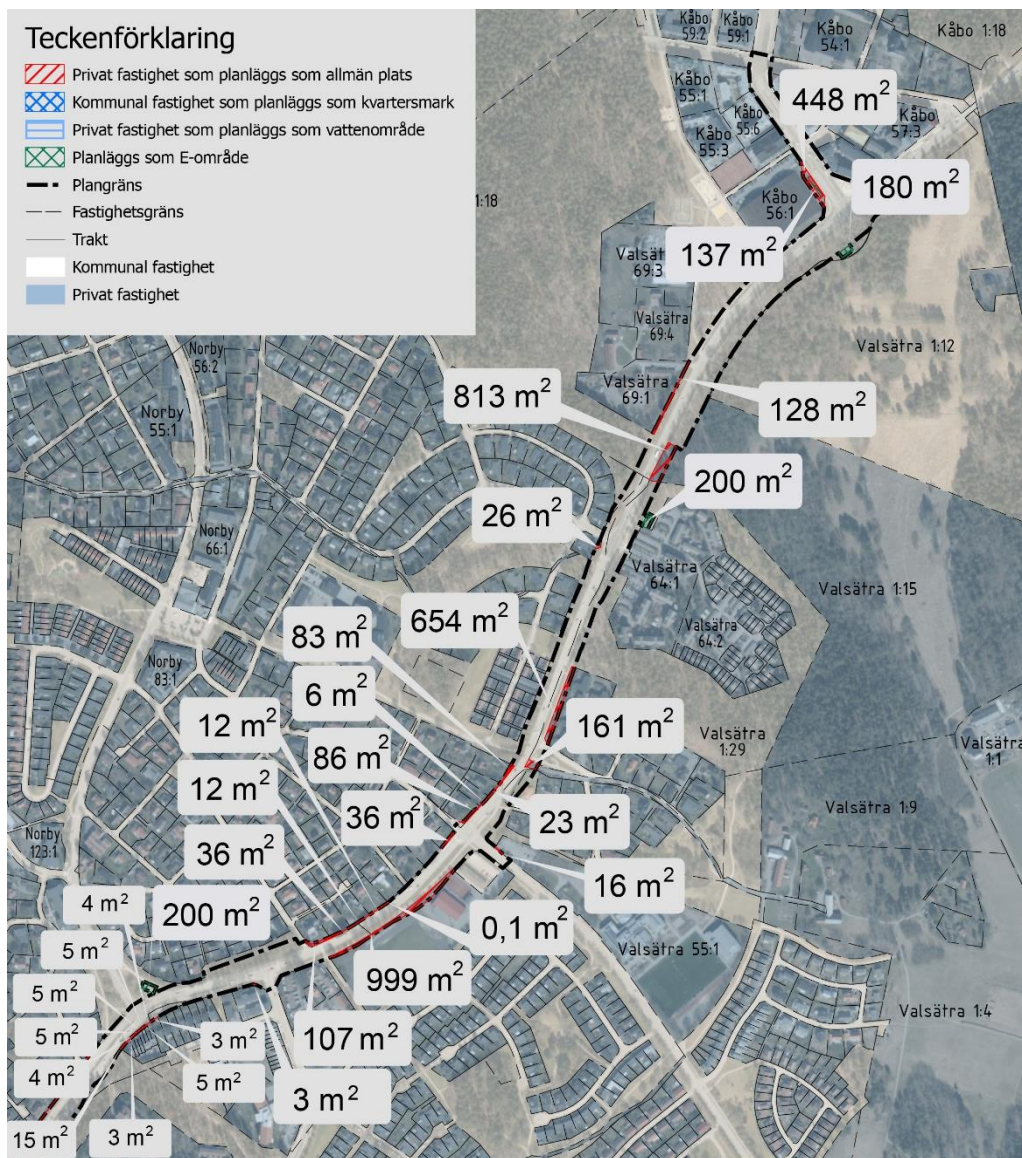 Teckenförklaring
Privat fastighet som planläggs som allmän plats
Kommunal fastighet som planläggs som kvartersmark
Privat fastighet som planläggs som vattenområde
Planläggs som E-område
Plangräns
Fastighetsgräns
Trakt
Kommunal fastighet
Privat fastighet
Kåbo
59:2
Kåbo
59:1
Kåbo
54:1
Kåbo 1:18
Kåbo
55:1
Kåbo
55:6
Kåbo
55:3
448 m²
Kåbo
57:3
1:18
Kåbo
56:1
180 m²
137 m²
Valsätra
69:3
Valsätra
69:4
Valsätra 1:12
Norby
56:2
Valsätra
69:1
813 m²
128 m²
Norby
55:1
200 m²
26 m²
Norby
66:1
Valsätra
64:1
Valsätra 1:15
654 m²
Valsätra
64:2
83 m²
Norby
83:1
6 m²
12 m²
161 m²
Valsätra
1:29
Valsätra
1:1
86 m²
12 m²
36 m²
23 m²
Valsätra 1:9
Norby
123:1
36 m²
16 m²
4 m²
200 m²
0,1 m²
5 m²
Valsätra 55:1
999 m²
5 m²
Valsätra 1:4
5 m²
3 m²
107 m²
4 m²
5 m²
3 m²
15 m²
3 m²